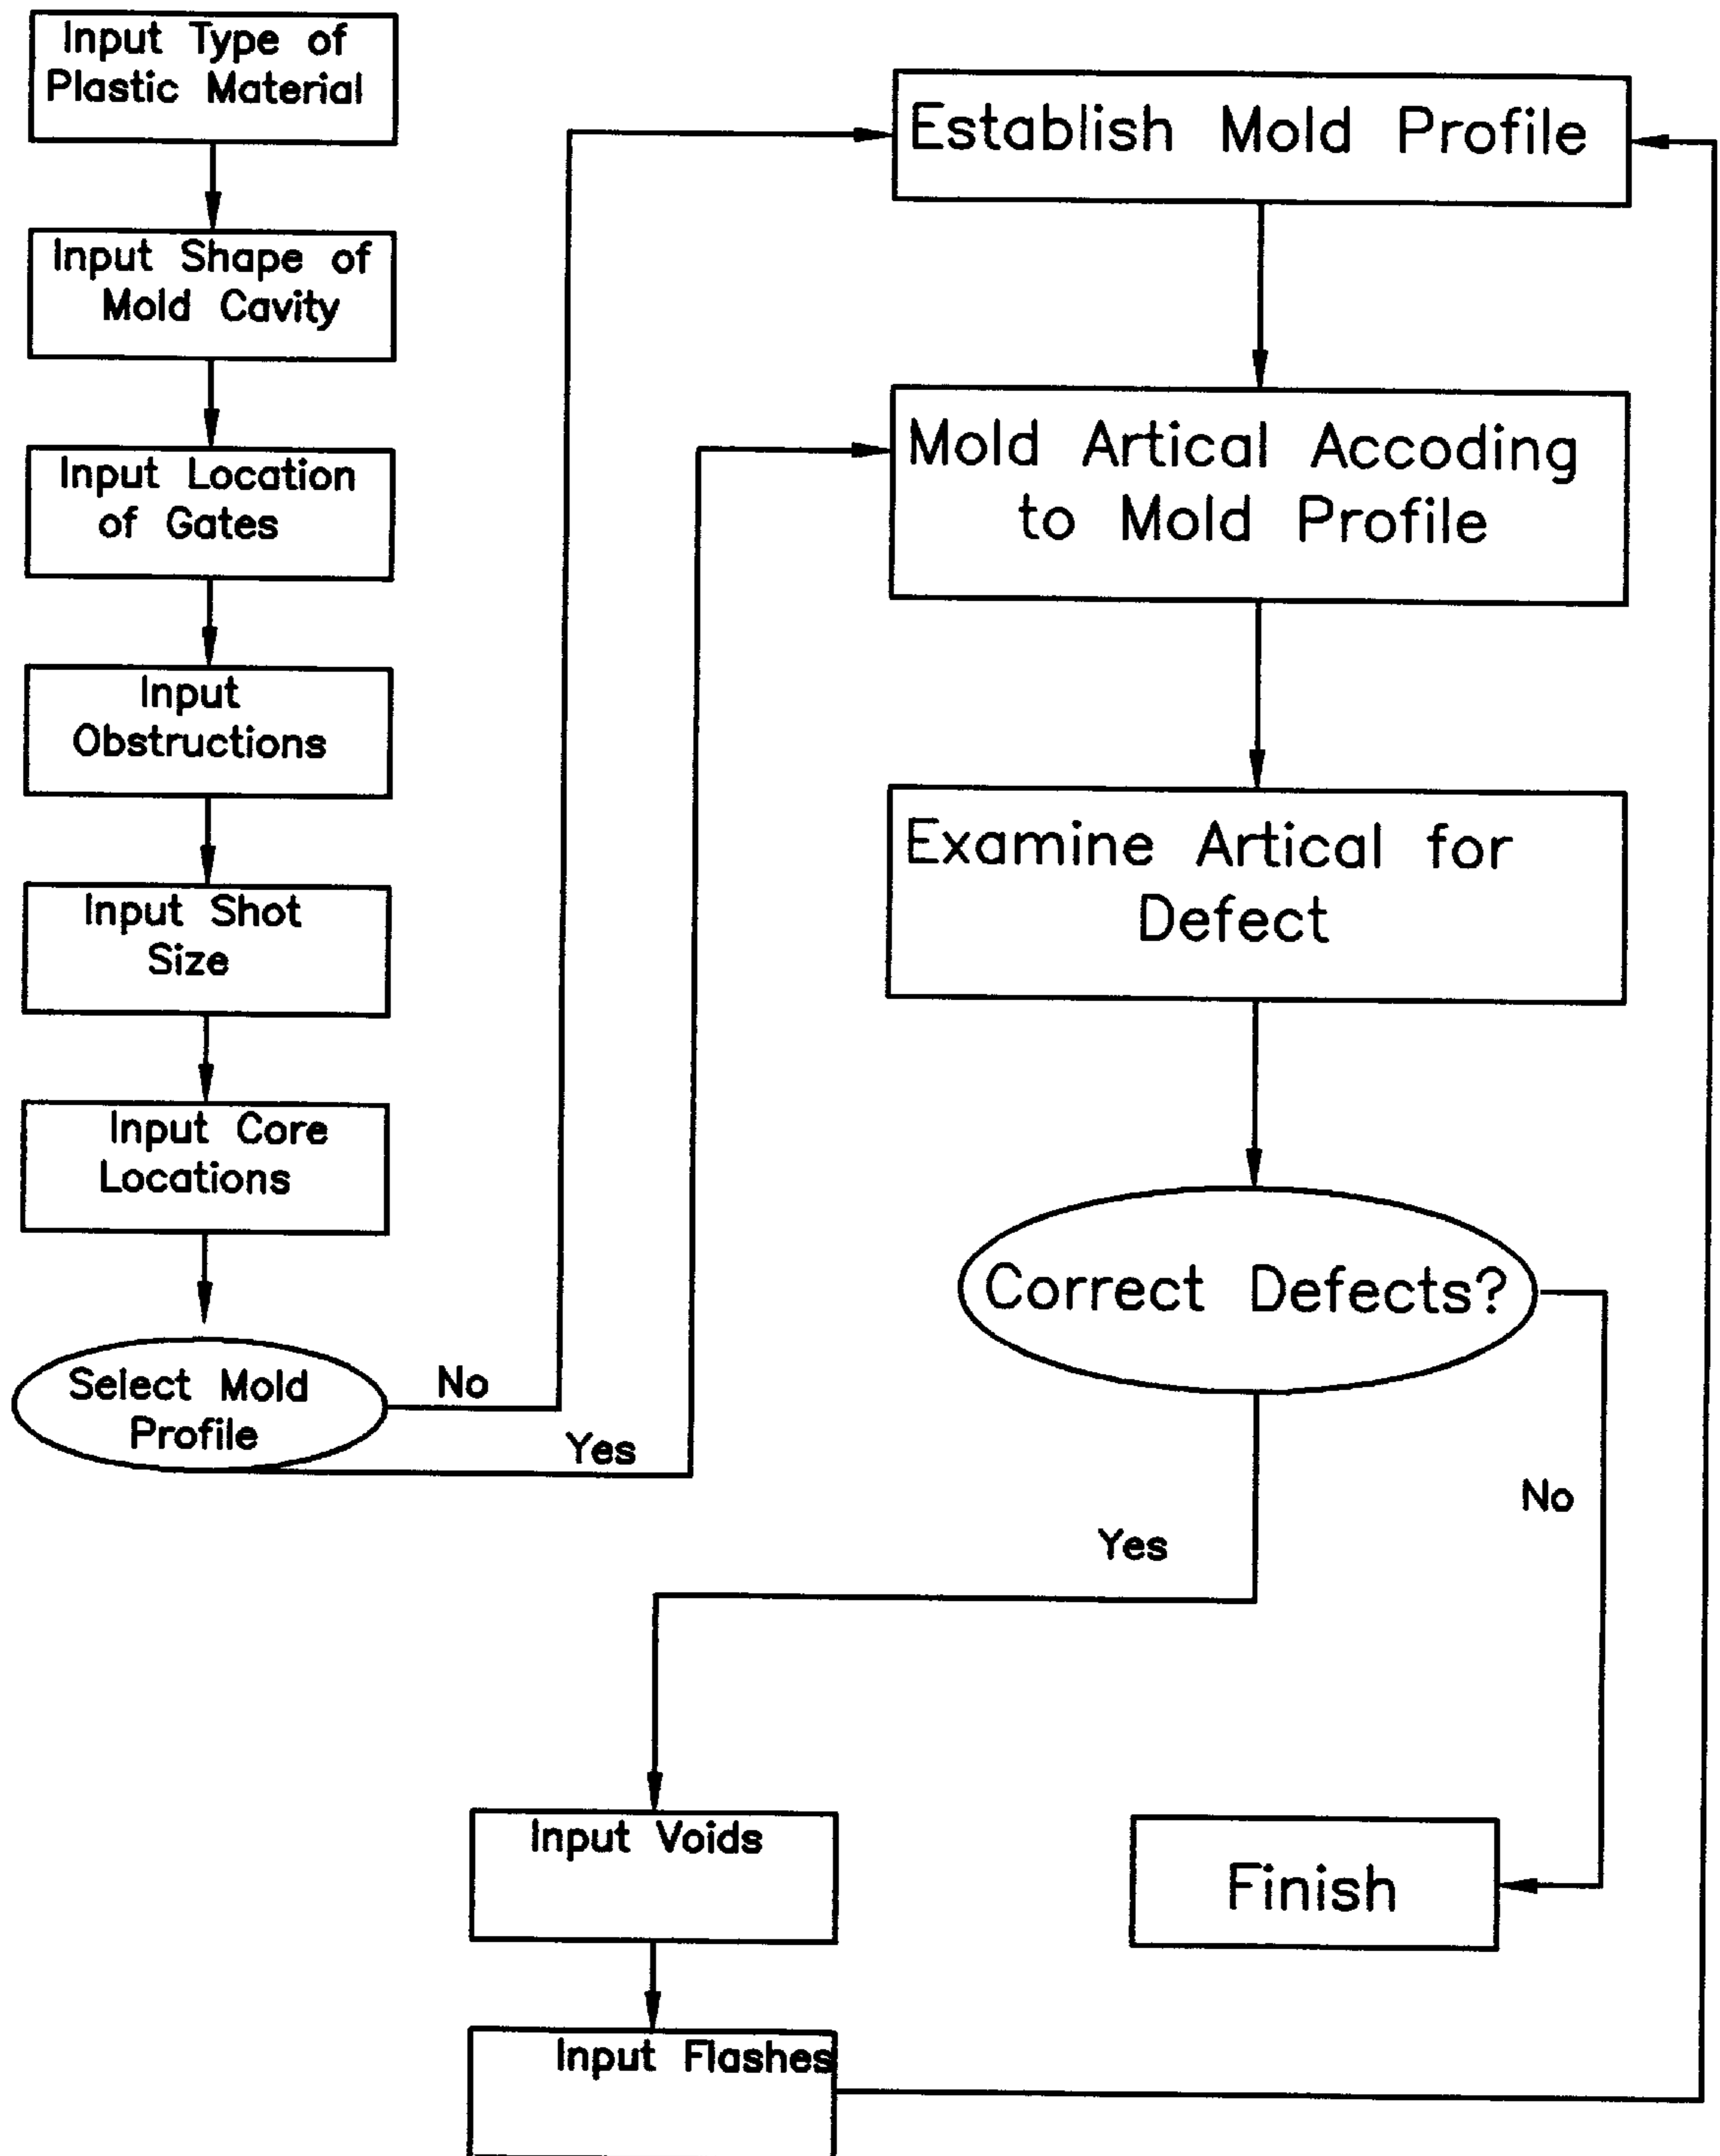 Input Type of
Plastic Material
Input Shape of
Mold Cavity
Input Location
of Gates
Input
Obstructions
Input Shot
Size
Input Core
Locations
Select Mold
Profile
No
Yes
Establish Mold Profile
Mold Artical Accoding
to Mold Profile
Examine Artical for
Defect
Correct Defects?
No
Yes
Input Voids
Finish
Input Flashes